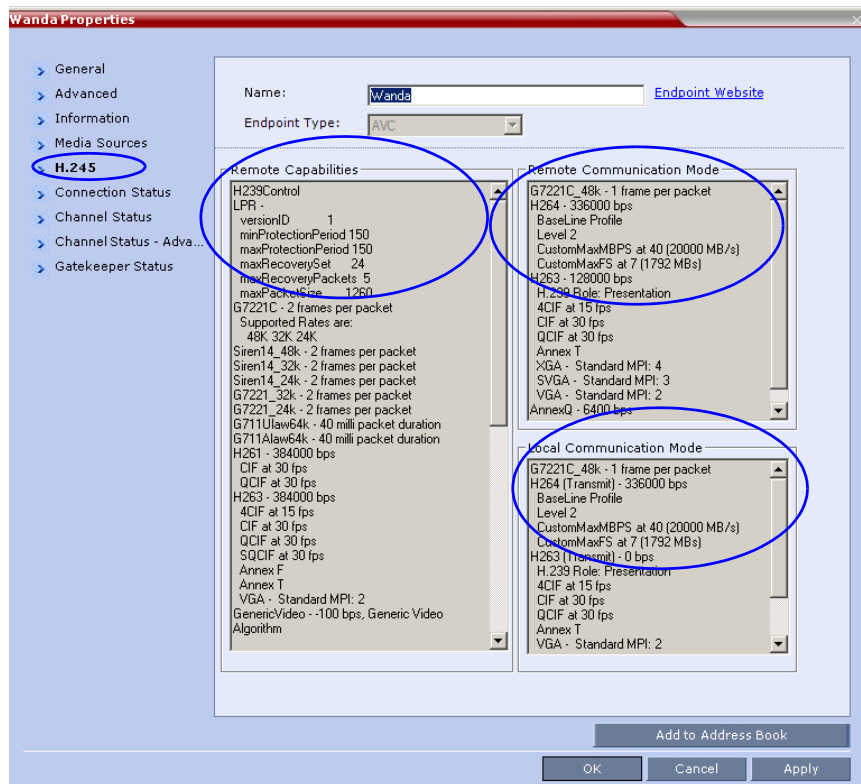 Wanda Properties
General
Advanced
Information
Media Sources
H.245
Connection Status
Channel Status
Channel Status - Adva...
Gatekeeper Status
Name:
Wanda
Endpoint Website
Endpoint Type:
AVC
Remote Capabilities
H239Control
LPR -
versionID 1
minProtectionPeriod 150
maxProtectionPeriod 150
maxRecoverySet 24
maxRecoveryPackets 5
maxPacketSize 1260
G7221C - 2 frames per packet
Supported Rates are:
48K 32K 24K
Siren14_48k - 2 frames per packet
Siren14_32k - 2 frames per packet
Siren14_24k - 2 frames per packet
G7221_32k - 2 frames per packet
G7221_24k - 2 frames per packet
G711Ulaw64k - 40 milli packet duration
G711Alaw64k - 40 milli packet duration
H261 - 384000 bps
CIF at 30 fps
QCIF at 30 fps
H263 - 384000 bps
4CIF at 15 fps
CIF at 30 fps
QCIF at 30 fps
SQCIF at 30 fps
Annex F
Annex T
VGA - Standard MPI: 2
GenericVideo - -100 bps, Generic Video
Algorithm
Remote Communication Mode
G7221C_48k - 1 frame per packet
H264 - 336000 bps
BaseLine Profile
Level 2
CustomMaxMBPS at 40 (20000 MB/s)
CustomMaxFS at 7 (1792 MBs)
H263 - 128000 bps
H.239 Role: Presentation
4CIF at 15 fps
CIF at 30 fps
QCIF at 30 fps
Annex T
XGA - Standard MPI: 4
SVGA - Standard MPI: 3
VGA - Standard MPI: 2
AnnexQ - 6400 bps
Local Communication Mode
G7221C_48k - 1 frame per packet
H264 (Transmit) - 336000 bps
BaseLine Profile
Level 2
CustomMaxMBPS at 40 (20000 MB/s)
CustomMaxFS at 7 (1792 MBs)
H263 (Transmit) - 0 bps
H.239 Role: Presentation
4CIF at 15 fps
CIF at 30 fps
QCIF at 30 fps
Annex T
VGA - Standard MPI: 2
Add to Address Book
OK
Cancel
Apply